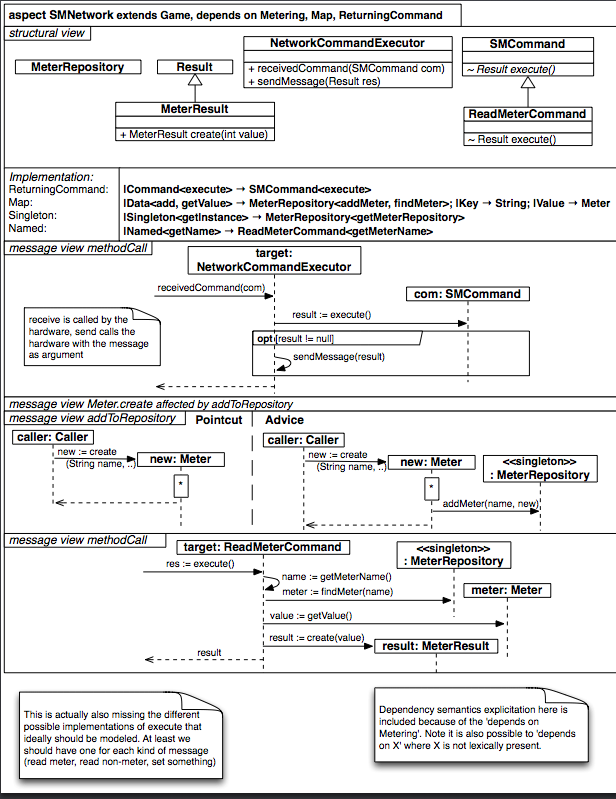 aspect SMNetwork extends Game, depends on Metering, Map, ReturningCommand
structural view
MeterRepository
Result
MeterResult
+ MeterResult create(int value)
NetworkCommandExecutor
+ receivedCommand(SMCommand com)
+ sendMessage(Result res)
SMCommand
~ Result execute()
ReadMeterCommand
~ Result execute()
Implementation:
ReturningCommand: |Command<execute> → SMCommand<execute>
Map: |Data<add, getValue> → MeterRepository<addMeter, findMeter>; |Key → String; |Value → Meter
Singleton: |Singleton<getInstance> → MeterRepository<getMeterRepository>
Named: |Named<getName> → ReadMeterCommand<getMeterName>
message view methodCall
target:
NetworkCommandExecutor
receivedCommand(com)
com: SMCommand
result := execute()
receive is called by the
hardware, send calls the
hardware with the message
as argument
opt [result != null]
sendMessage(result)
message view Meter.create affected by addToRepository
message view addToRepository
Pointcut
Advice
caller: Caller
new := create
(String name, ..)
new: Meter
*
caller: Caller
new := create
(String name, ..)
new: Meter
*
<<singleton>>
: MeterRepository
addMeter(name, new)
message view methodCall
target: ReadMeterCommand
<<singleton>>
: MeterRepository
res := execute()
name := getMeterName()
meter := findMeter(name)
meter: Meter
value := getValue()
result := create(value)
result: MeterResult
result
This is actually also missing the different
possible implementations of execute that
ideally should be modeled. At least we
should have one for each kind of message
(read meter, read non-meter, set something)
Dependency semantics explicitation here is
included because of the 'depends on
Metering'. Note it is also possible to 'depends
on X' where X is not lexically present.